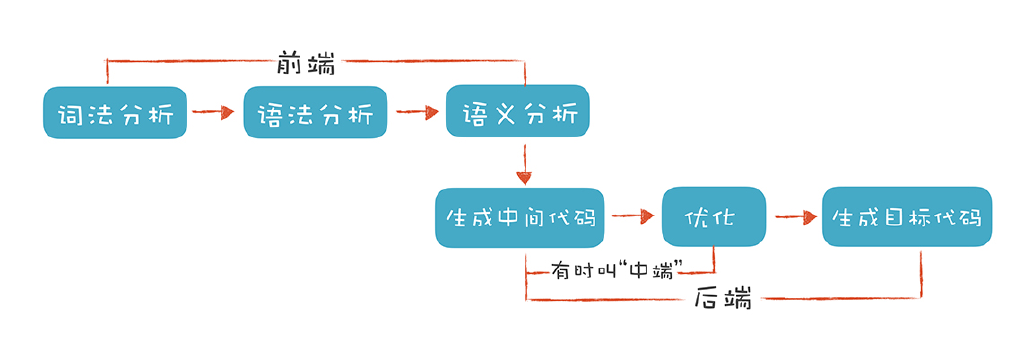 前端
词法分析
语法分析
语义分析
生成中间代码
优化
生成目标代码
有时叫“中端”
后端